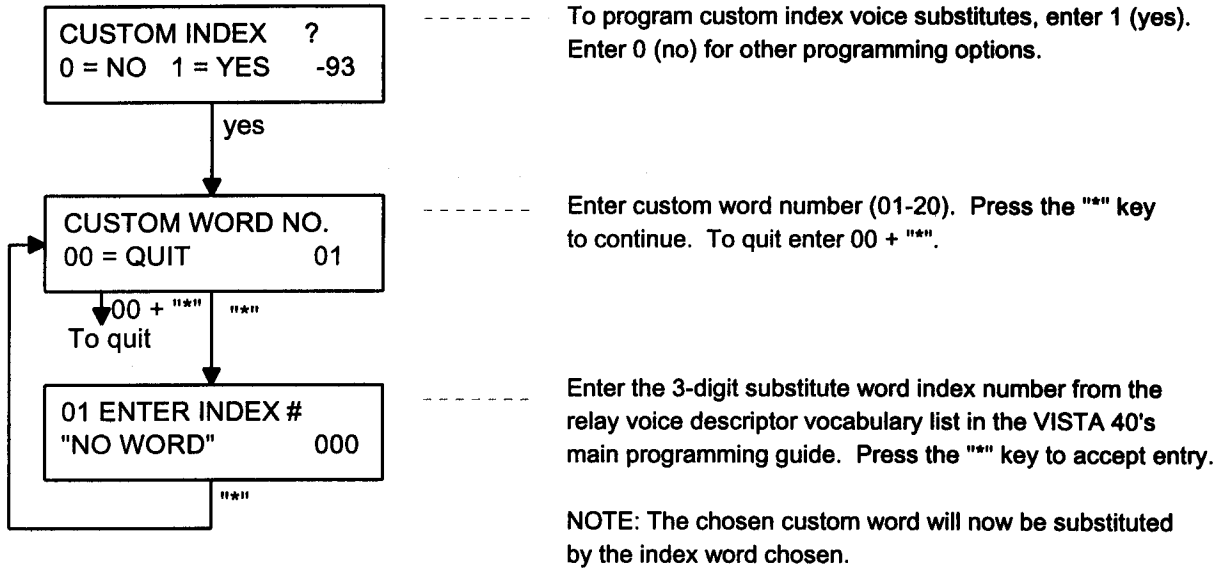 CUSTOM INDEX ?
0 = NO 1 = YES -93
To program custom index voice substitutes, enter 1 (yes).
Enter 0 (no) for other programming options.
yes
CUSTOM WORD NO.
00 = QUIT 01
Enter custom word number (01-20). Press the "*" key
to continue. To quit enter 00 + "*".
00 + "*"
"*"
To quit
01 ENTER INDEX #
"NO WORD" 000
Enter the 3-digit substitute word index number from the
relay voice descriptor vocabulary list in the VISTA 40's
main programming guide. Press the "*" key to accept entry.
"*"
NOTE: The chosen custom word will now be substituted
by the index word chosen.